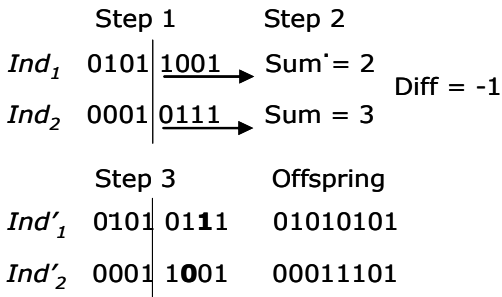 Step 1 Step 2
Ind1 0101 1001 Sum = 2
Diff = -1
Ind2 0001 0111 Sum = 3
Step 3 Offspring
Ind'1 0101 0111 01010101
Ind'2 0001 1001 00011101